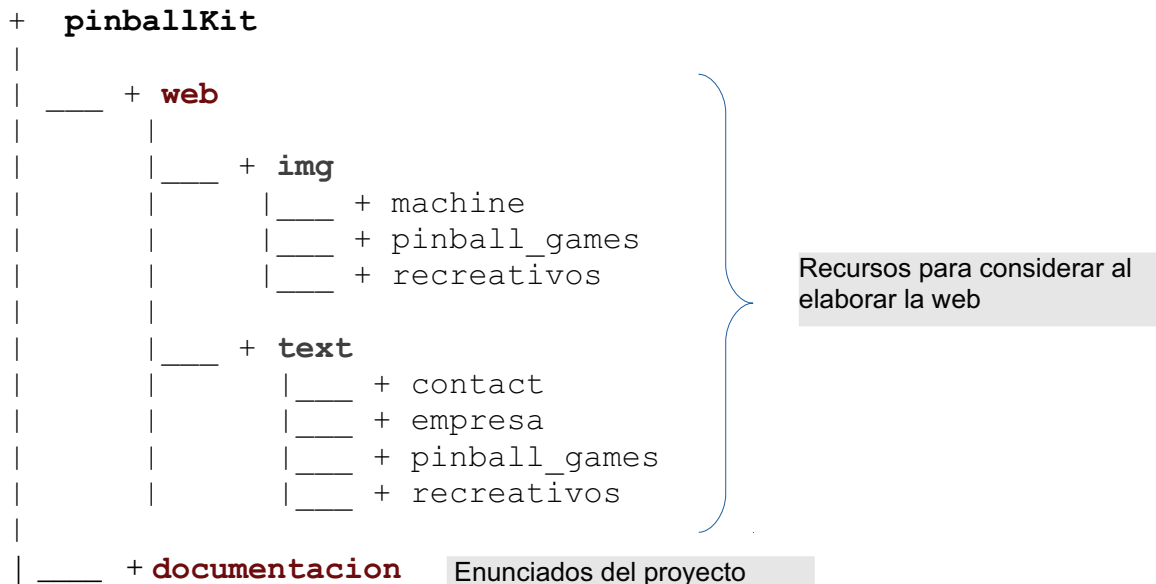 + pinballKit
|
| ___ + web
| |
| |___ + img
| | |___ + machine
| | |___ + pinball_games
| | |___ + recreativos
| |
Recursos para considerar al
elaborar la web
| |___ + text
| | |___ + contact
| | |___ + empresa
| | |___ + pinball_games
| | |___ + recreativos
|
| ____ + documentacion Enunciados del proyecto